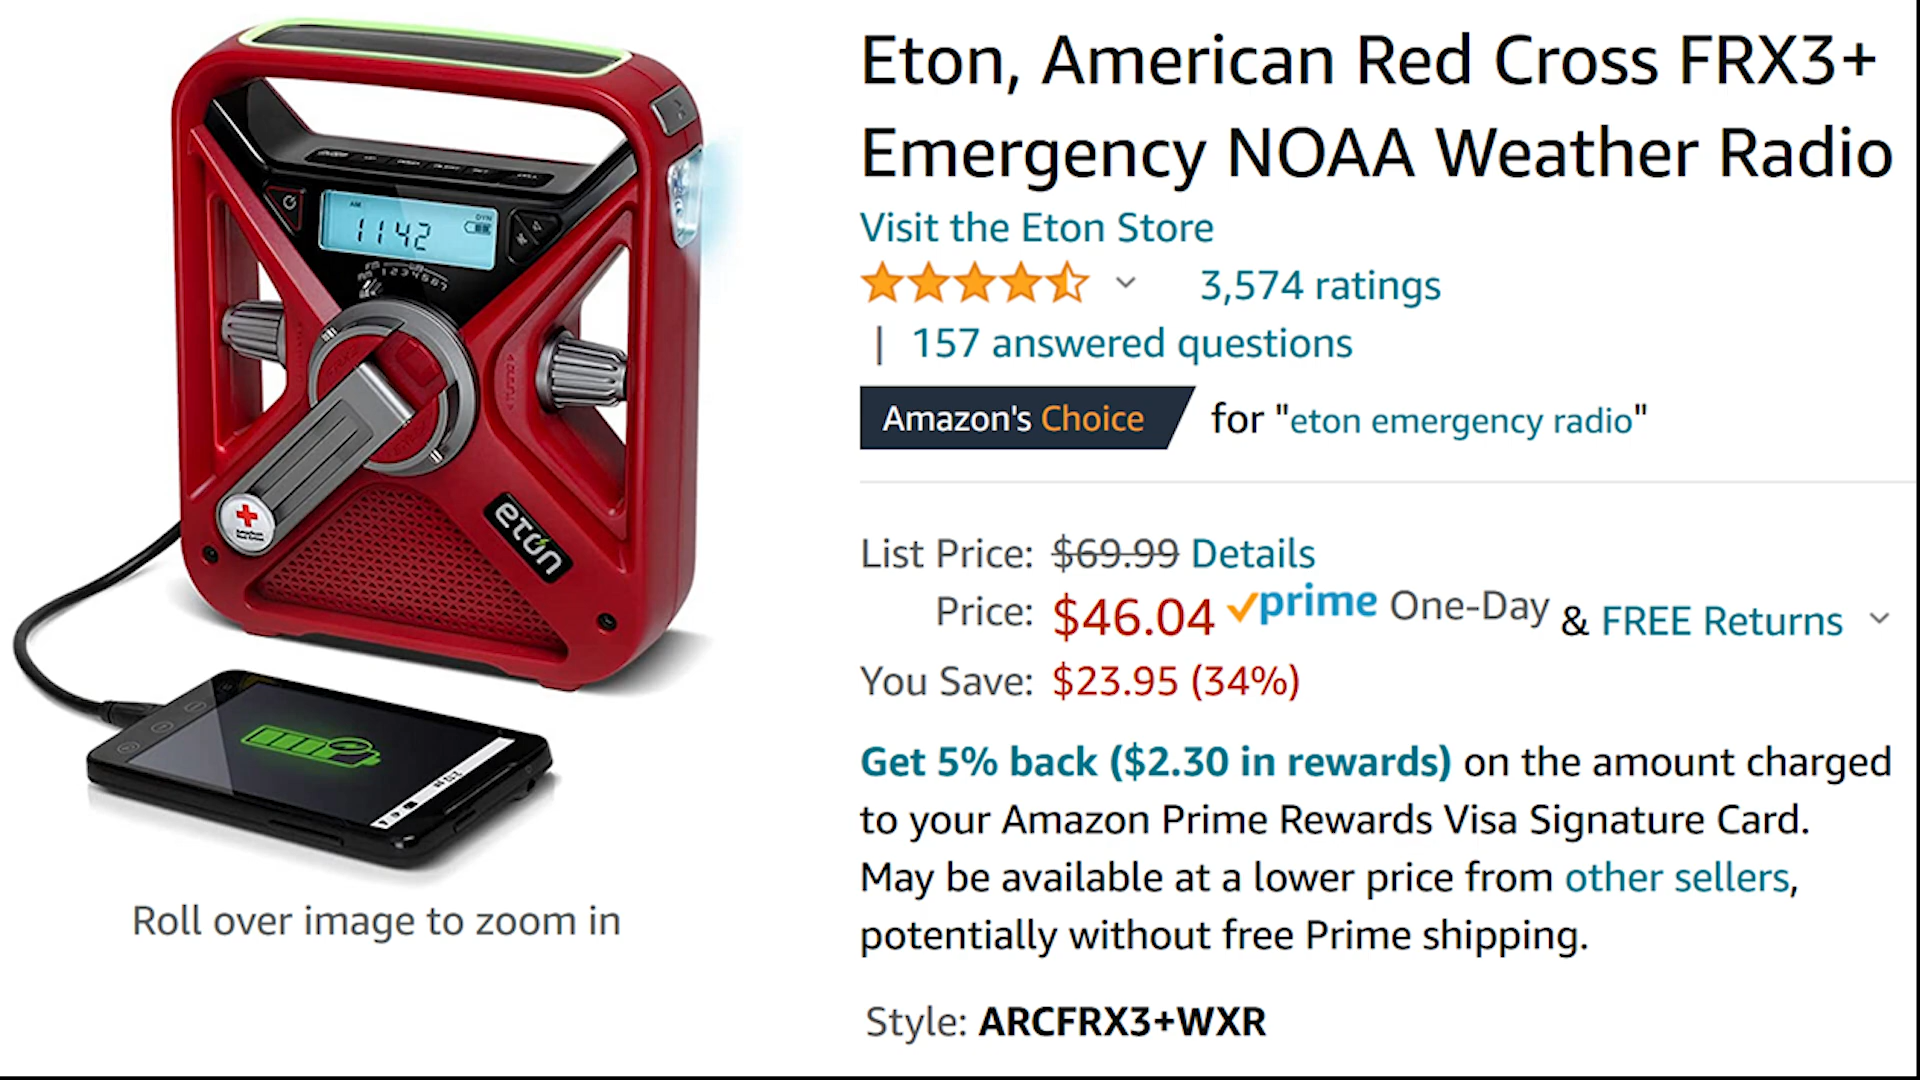 Eton, American Red Cross FRX3+
Emergency NOAA Weather Radio
Visit the Eton Store
3,574 ratings
| 157 answered questions
Amazon's Choice for "eton emergency radio"
List Price: $69.99 Details
Price: $46.04 prime One-Day & FREE Returns
You Save: $23.95 (34%)
Get 5% back ($2.30 in rewards) on the amount charged
to your Amazon Prime Rewards Visa Signature Card.
May be available at a lower price from other sellers,
potentially without free Prime shipping.
Style: ARCFRX3+WXR
AM
1142
eton
Roll over image to zoom in